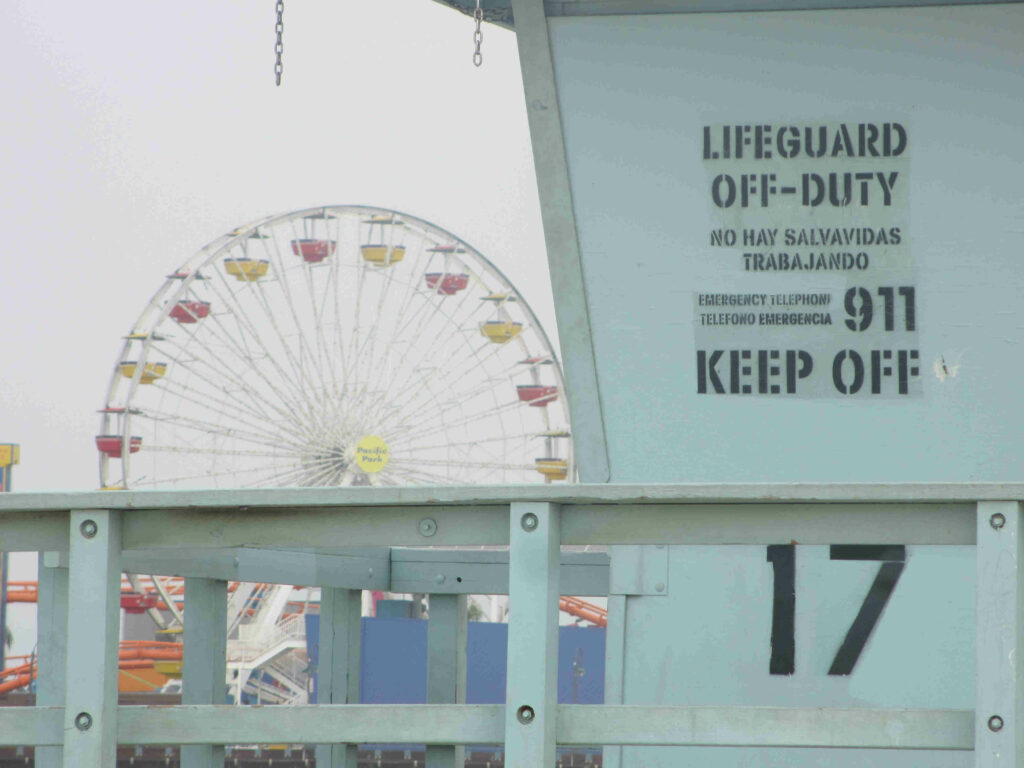 LIFEGUARD
OFF-DUTY
NO HAY SALVAVIDAS
TRABAJANDO
EMERGENCY TELEPHONE
TELEFONO EMERGENCIA
911
KEEP OFF
Pacific
Park
17